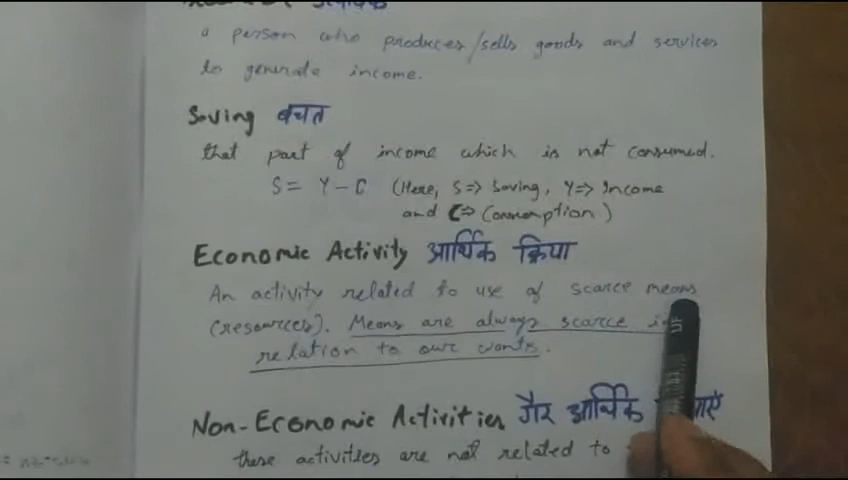 उत्पादक
a person who produces/sells goods and services
to generate income.
Saving बचत
that part of income which is not consumed.
S = Y - C (Here, S=> Saving, Y=> Income
and C=> Consumption)
Economic Activity आर्थिक क्रिया
An activity related to use of scarce means
(resources). Means are always scarce in
relation to our wants.
Non-Economic Activities गैर आर्थिक
these activities are not related to